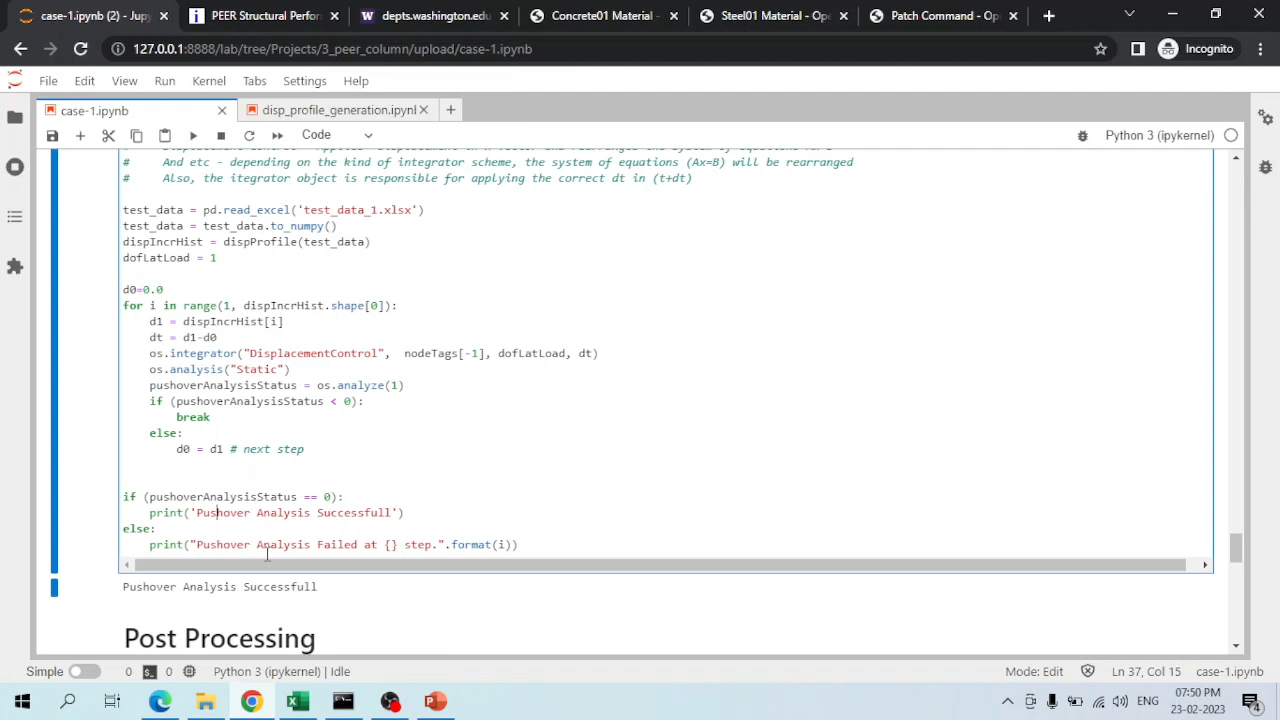 case-1.ipynb (2) - Ju
PEER Structural Perfor
depts.washington.edu
Concrete01 Material -
Steel01 Material - Ope
Patch Command - Op
127.0.0.1:8888/lab/tree/Projects/3_peer_column/upload/case-1.ipynb
Incognito
File Edit View Run Kernel Tabs Settings Help
case-1.ipynb
disp_profile_generation.ipynl
Code
Python 3 (ipykernel)
# And etc - depending on the kind of integrator scheme, the system of equations (Ax=B) will be rearranged
# Also, the itegrator object is responsible for applying the correct dt in (t+dt)
test_data = pd.read_excel('test_data_1.xlsx')
test_data = test_data.to_numpy()
dispIncrHist = dispProfile(test_data)
dofLatLoad = 1
d0=0.0
for i in range(1, dispIncrHist.shape[0]):
d1 = dispIncrHist[i]
dt = d1-d0
os.integrator("DisplacementControl", nodeTags[-1], dofLatLoad, dt)
os.analysis("Static")
pushoverAnalysisStatus = os.analyze(1)
if (pushoverAnalysisStatus < 0):
break
else:
d0 = d1 # next step
if (pushoverAnalysisStatus == 0):
print('Pushover Analysis Successfull')
else:
print("Pushover Analysis Failed at {} step.".format(i))
Pushover Analysis Successfull
Post Processing
Simple 0 0 Python 3 (ipykernel) | Idle
Mode: Edit Ln 37, Col 15 case-1.ipynb
ENG
07:50 PM
23-02-2023
4